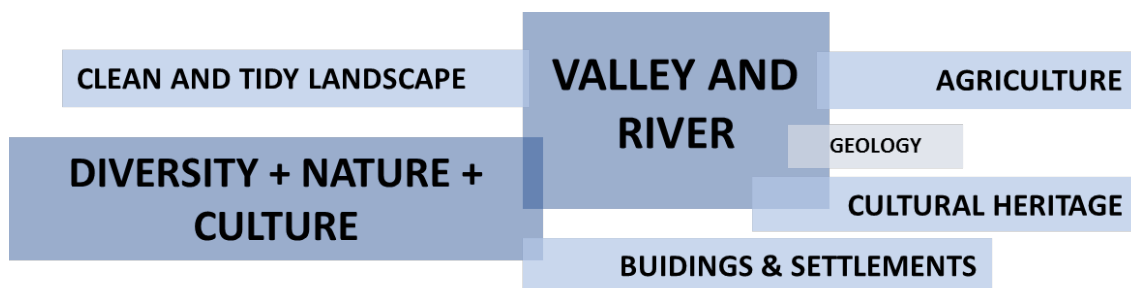 CLEAN AND TIDY LANDSCAPE
VALLEY AND
RIVER
AGRICULTURE
GEOLOGY
DIVERSITY + NATURE +
CULTURE
CULTURAL HERITAGE
BUIDINGS & SETTLEMENTS